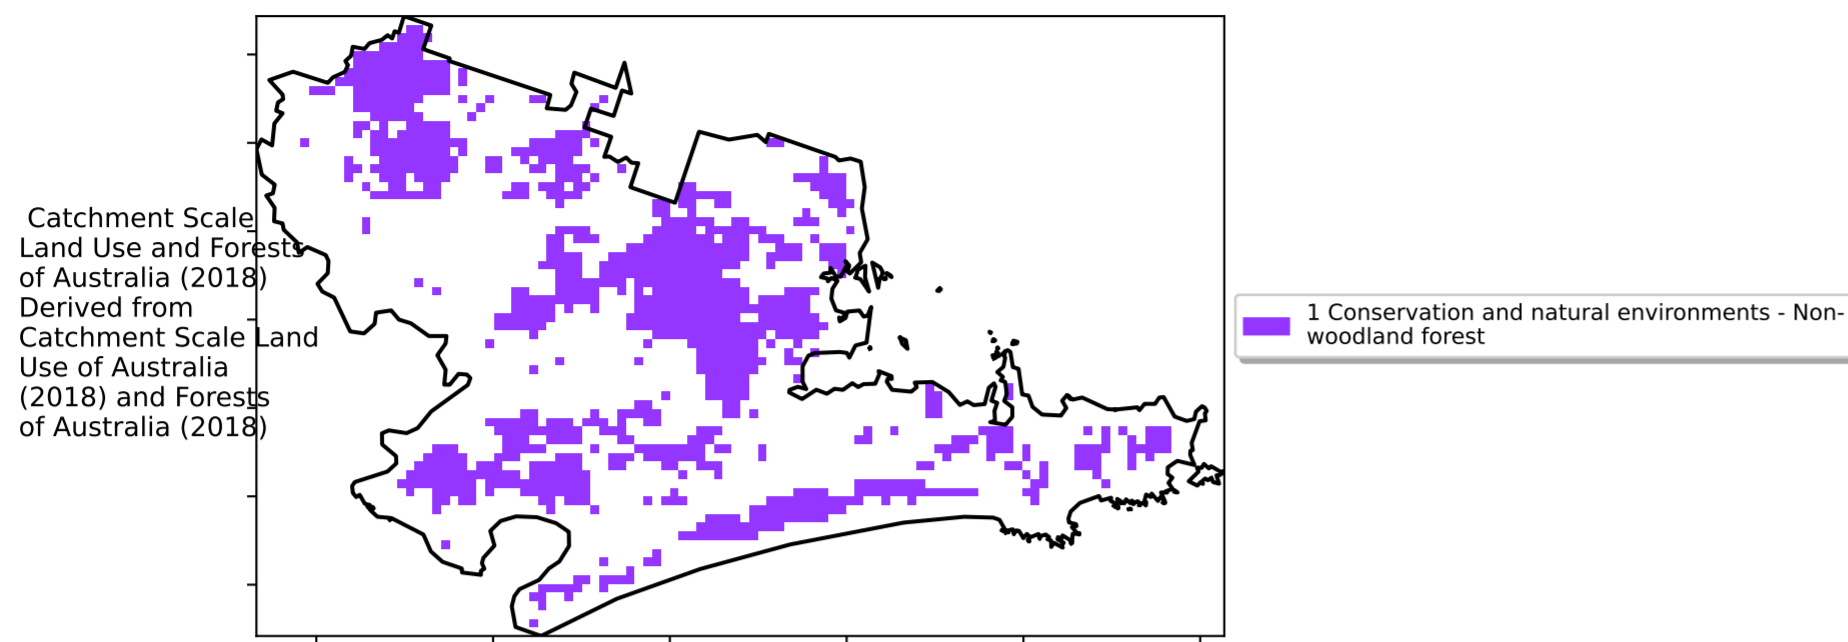 Catchment Scale
Land Use and Forests
of Australia (2018)
Derived from
Catchment Scale Land
Use of Australia
(2018) and Forests
of Australia (2018)
1 Conservation and natural environments - Non-
woodland forest